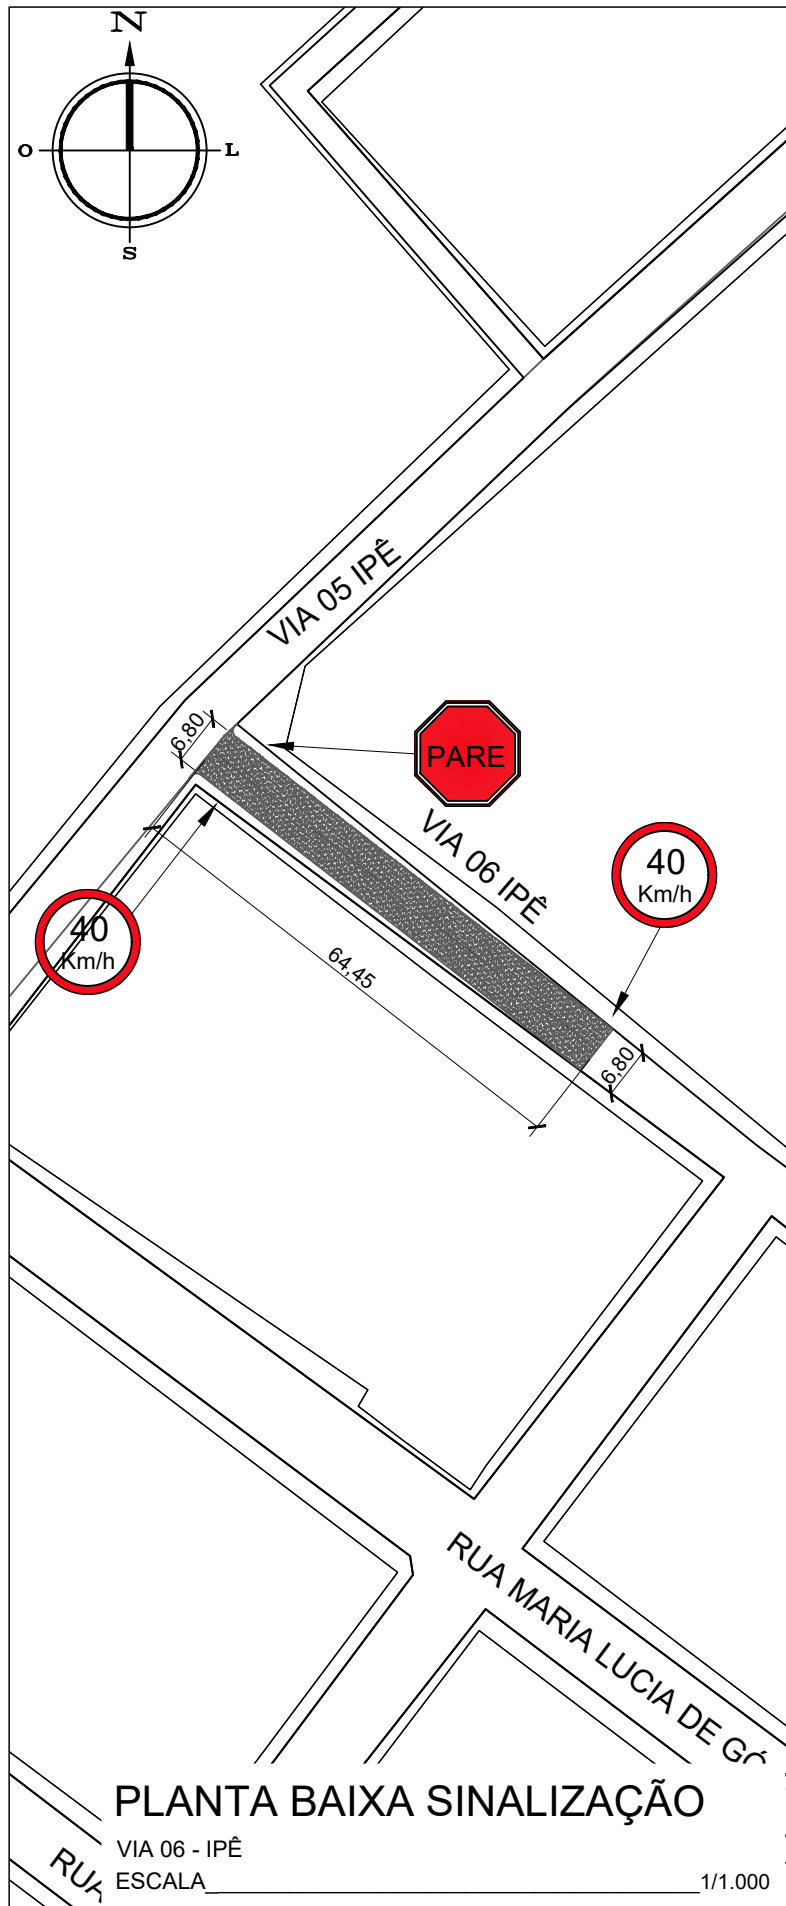 N
O
L
S
VIA 05 IPÊ
6,80
PARE
VIA 06 IPÊ
40
Km/h
40
Km/h
64,45
6,80
RUA MARIA LUCIA DE GÓ
PLANTA BAIXA SINALIZAÇÃO
VIA 06 - IPÊ
RUA
ESCALA 1/1.000